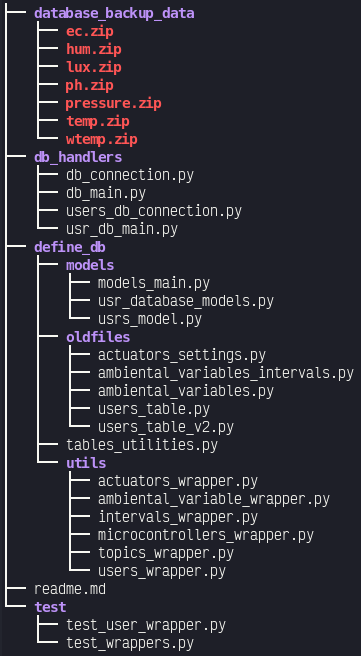 database_backup_data
ec.zip
hum.zip
lux.zip
ph.zip
pressure.zip
temp.zip
wtemp.zip
db_handlers
db_connection.py
db_main.py
users_db_connection.py
usr_db_main.py
define_db
models
models_main.py
usr_database_models.py
usrs_model.py
oldfiles
actuators_settings.py
ambiental_variables_intervals.py
ambiental_variables.py
users_table.py
users_table_v2.py
tables_utilities.py
utils
actuators_wrapper.py
ambiental_variable_wrapper.py
intervals_wrapper.py
microcontrollers_wrapper.py
topics_wrapper.py
users_wrapper.py
readme.md
test
test_user_wrapper.py
test_wrappers.py